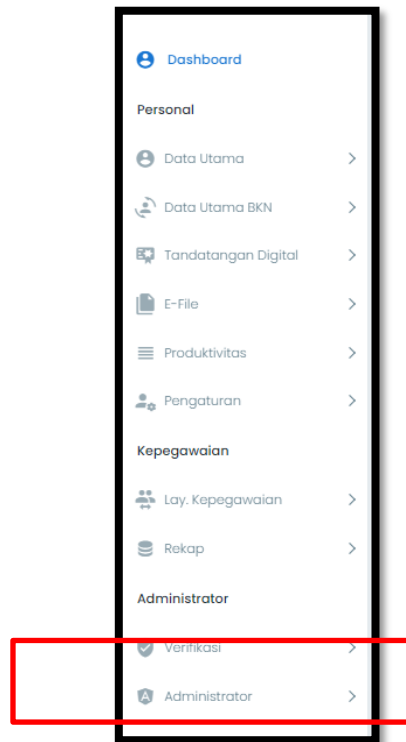 Dashboard
Personal
Data Utama
Data Utama BKN
Tandatangan Digital
E-File
Produktivitas
Pengaturan
Kepegawaian
Lay. Kepegawaian
Rekap
Administrator
Verifikasi
Administrator